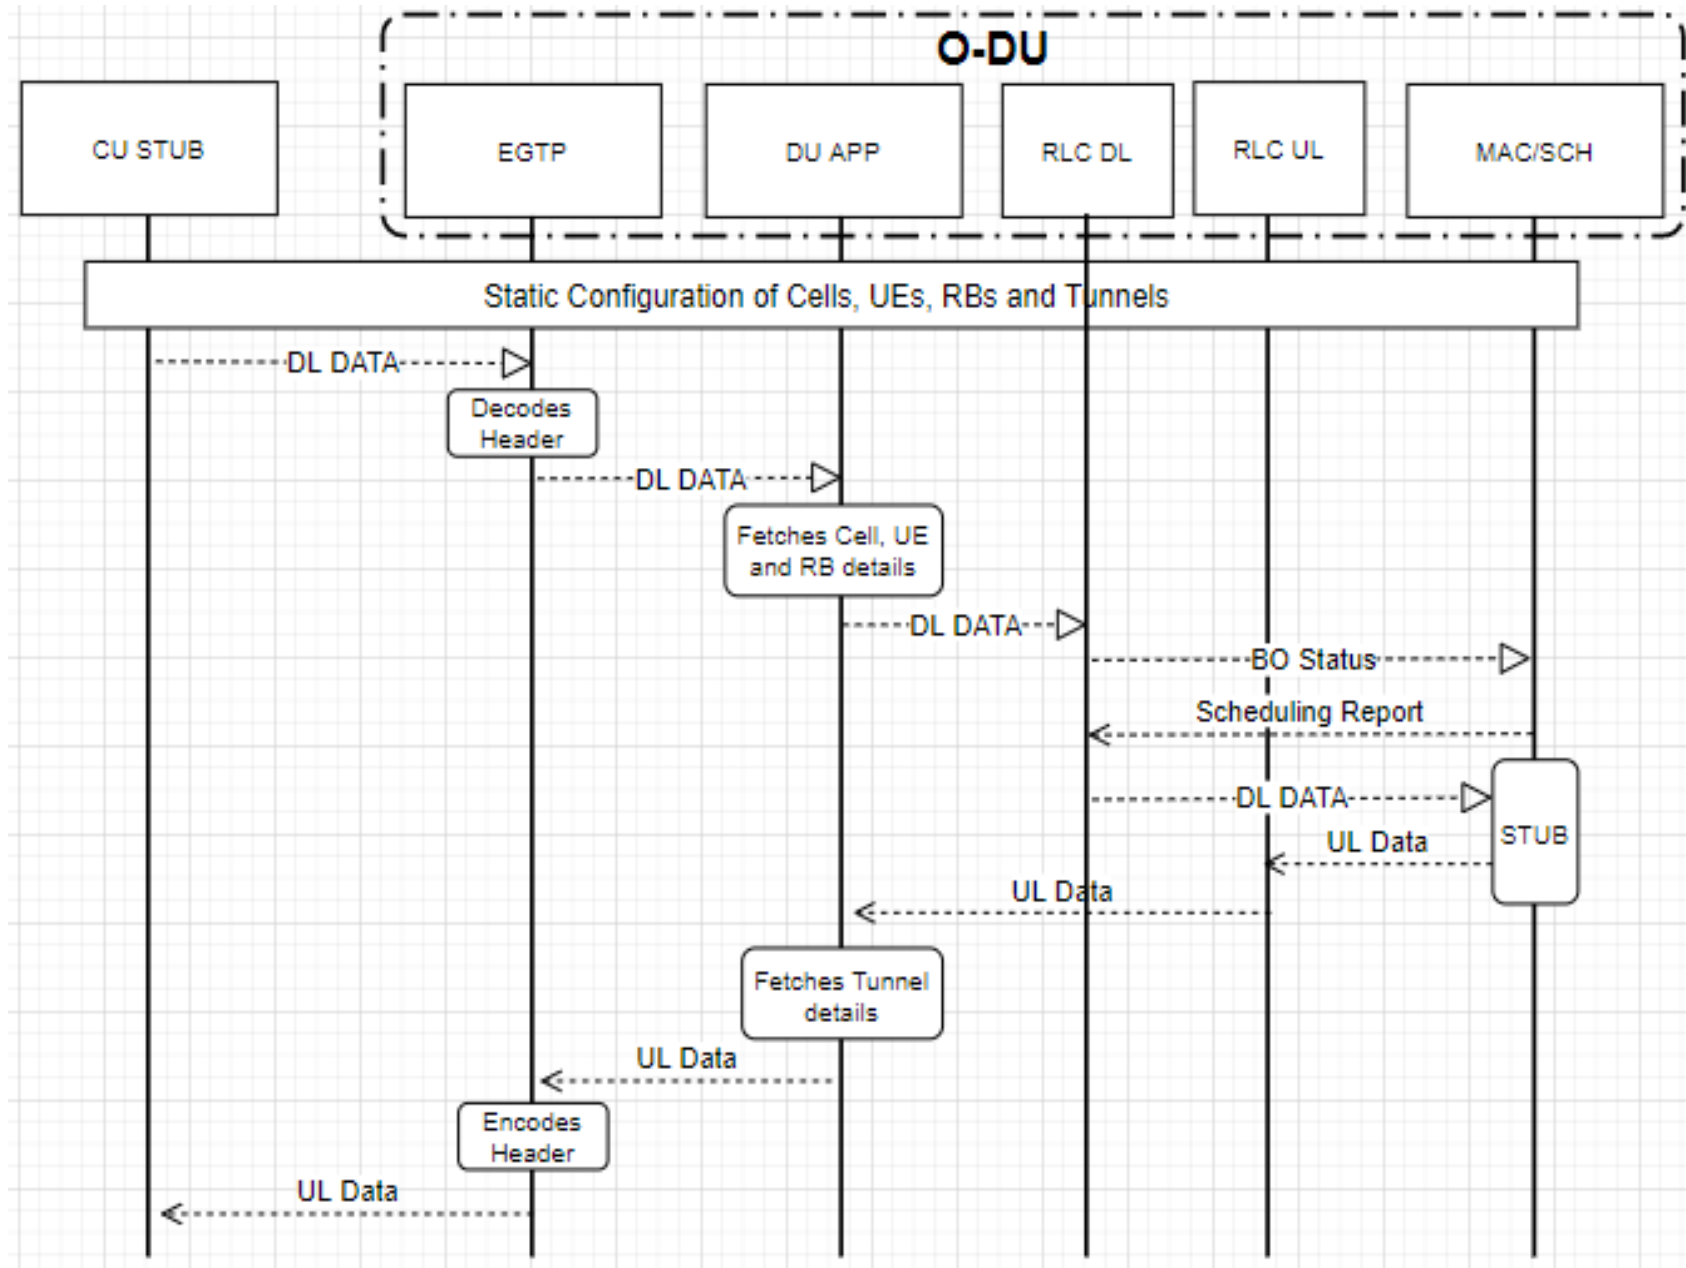 O-DU
CU STUB
EGTP
DU APP
RLC DL
RLC UL
MAC/SCH
Static Configuration of Cells, UEs, RBs and Tunnels
DL DATA
Decodes
Header
DL DATA
Fetches Cell, UE
and RB details
DL DATA
BO Status
Scheduling Report
DL DATA
STUB
UL Data
UL Data
Fetches Tunnel
details
UL Data
Encodes
Header
UL Data